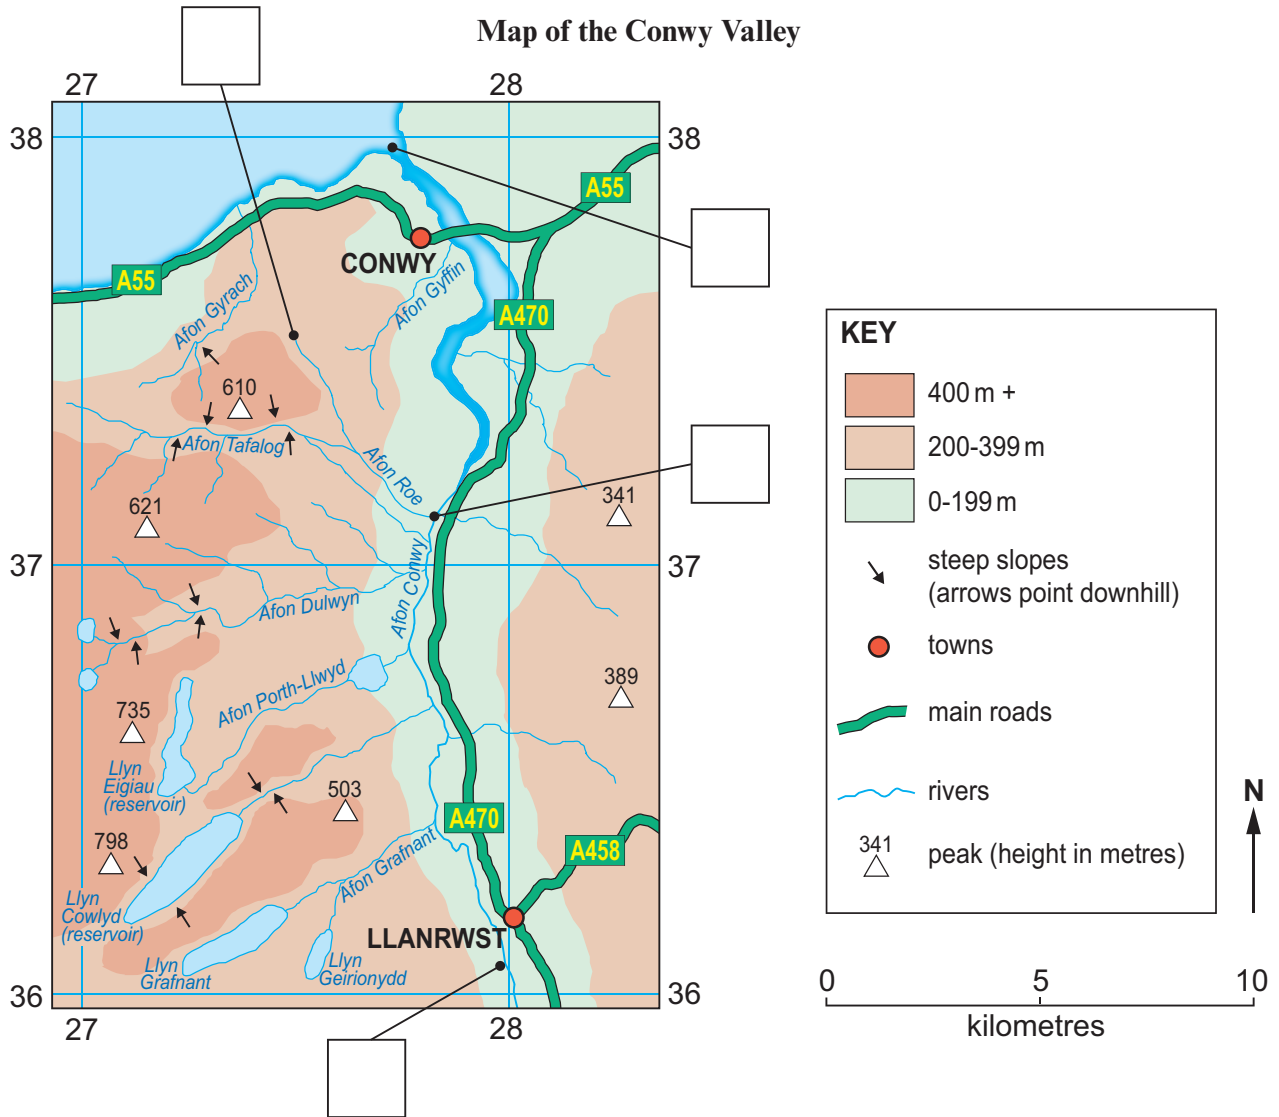 Map of the Conwy Valley
27
28
38
38
A55
A55
CONWY
Afon Gyffin
Afon Gyrach
A470
610
Afon Tafalog
Afon Roe
621
341
37
37
Afon Conwy
Afon Dulwyn
Afon Porth-Llwyd
389
735
Llyn
Eigiau
(reservoir)
503
A470
798
A458
Afon Grafnant
Llyn
Cowlyd
(reservoir)
LLANRWST
Llyn
Grafnant
Llyn
Geirionydd
36
36
27
28
KEY
400 m +
200-399 m
0-199 m
steep slopes
(arrows point downhill)
towns
main roads
rivers
341
peak (height in metres)
N
0
5
10
kilometres